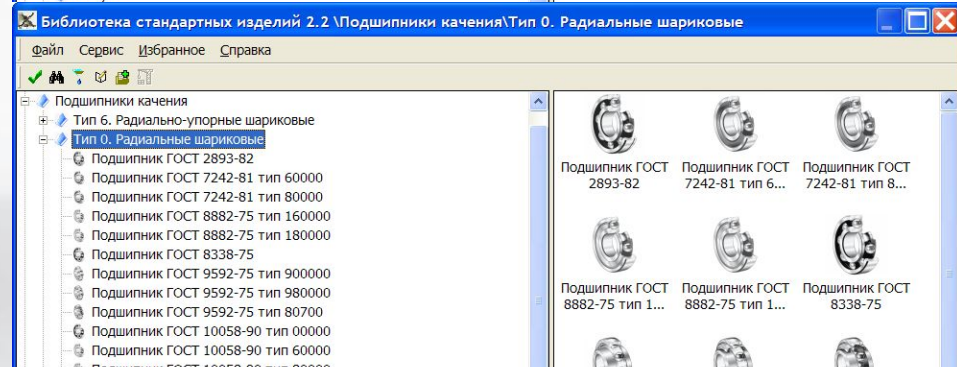 Библиотека стандартных изделий 2.2 \Подшипники качения\Тип 0. Радиальные шариковые
Файл Сервис Избранное Справка
Подшипники качения
Тип 6. Радиально-упорные шариковые
Тип 0. Радиальные шариковые
Подшипник ГОСТ 2893-82
Подшипник ГОСТ 7242-81 тип 60000
Подшипник ГОСТ 7242-81 тип 80000
Подшипник ГОСТ 8882-75 тип 160000
Подшипник ГОСТ 8882-75 тип 180000
Подшипник ГОСТ 8338-75
Подшипник ГОСТ 9592-75 тип 900000
Подшипник ГОСТ 9592-75 тип 980000
Подшипник ГОСТ 9592-75 тип 80700
Подшипник ГОСТ 10058-90 тип 00000
Подшипник ГОСТ 10058-90 тип 60000
Подшипник ГОСТ Подшипник ГОСТ Подшипник ГОСТ
2893-82 7242-81 тип 6... 7242-81 тип 8...
Подшипник ГОСТ Подшипник ГОСТ Подшипник ГОСТ
8882-75 тип 1... 8882-75 тип 1... 8338-75